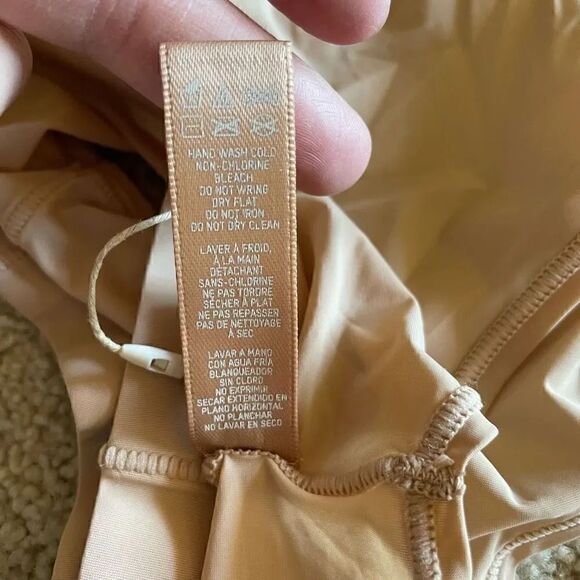 HAND WASH COLD
NON-CHLORINE
BLEACH
DO NOT WRING
DRY FLAT
DO NOT IRON
DO NOT DRY CLEAN
LAVER À FROID,
À LA MAIN
DÉTACHANT
SANS-CHLORINE
NE PAS TORDRE
SÉCHER À PLAT
NE PAS REPASSER
PAS DE NETTOYAGE
À SEC
LAVAR A MANO
CON AGUA FRIA
BLANQUEADOR
SIN CLORO
NO EXPRIMIR
SECAR EXTENDIDO EN
PLANO HORIZONTAL
NO PLANCHAR
NO LAVAR EN SECO